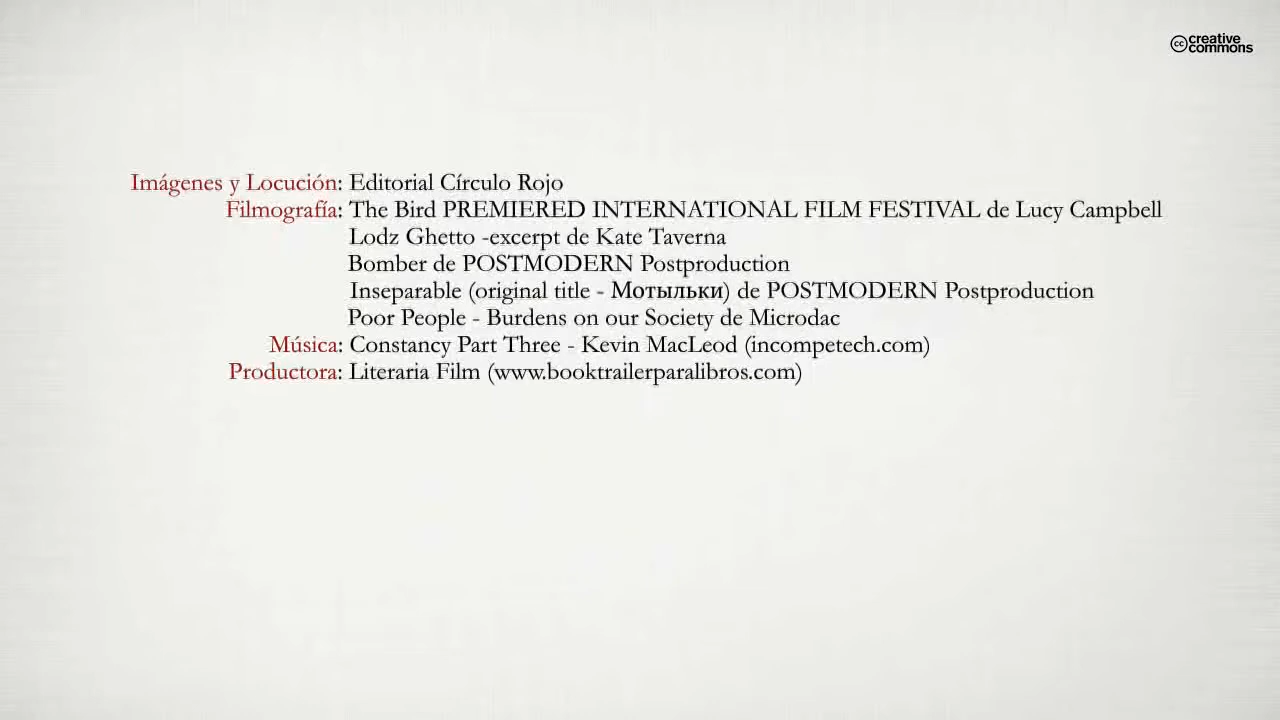 cc creative
commons
Imágenes y Locución: Editorial Círculo Rojo
Filmografía: The Bird PREMIERED INTERNATIONAL FILM FESTIVAL de Lucy Campbell
Lodz Ghetto -excerpt de Kate Taverna
Bomber de POSTMODERN Postproduction
Inseparable (original title - Мотыльки) de POSTMODERN Postproduction
Poor People - Burdens on our Society de Microdac
Música: Constancy Part Three - Kevin MacLeod (incompetech.com)
Productora: Literaria Film (www.booktrailerparalibros.com)